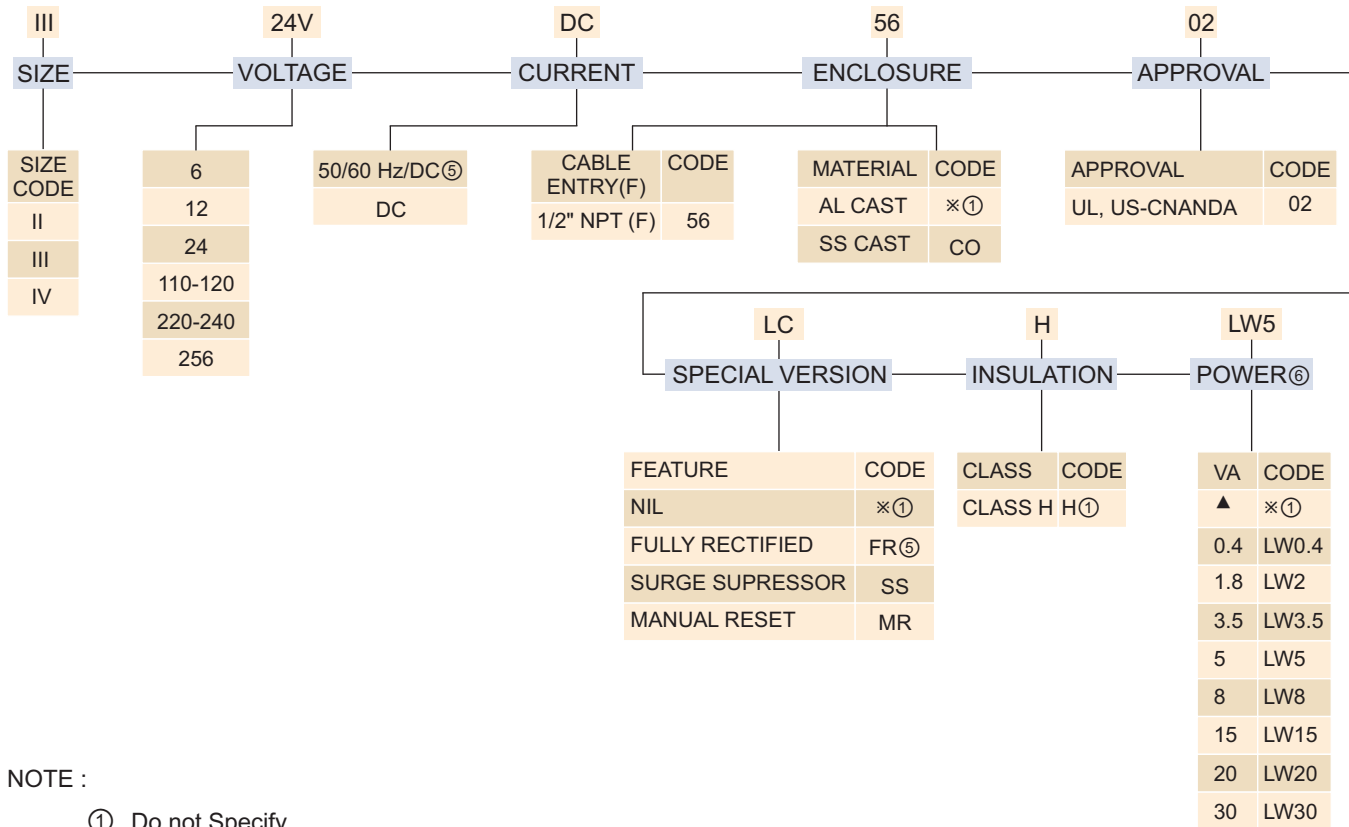 III 24V DC 56 02
SIZE VOLTAGE CURRENT ENCLOSURE APPROVAL
SIZE CODE
II
III
IV
6
12
24
110-120
220-240
256
50/60 Hz/DC⑤
DC
CABLE ENTRY(F) CODE
1/2" NPT (F) 56
MATERIAL CODE
AL CAST ※①
SS CAST CO
APPROVAL CODE
UL, US-CNANDA 02
LC H LW5
SPECIAL VERSION INSULATION POWER⑥
FEATURE CODE
NIL ※①
FULLY RECTIFIED FR⑤
SURGE SUPRESSOR SS
MANUAL RESET MR
CLASS CODE
CLASS H H①
VA CODE
▲ ※①
0.4 LW0.4
1.8 LW2
3.5 LW3.5
5 LW5
8 LW8
15 LW15
20 LW20
30 LW30
NOTE :
① Do not Specify